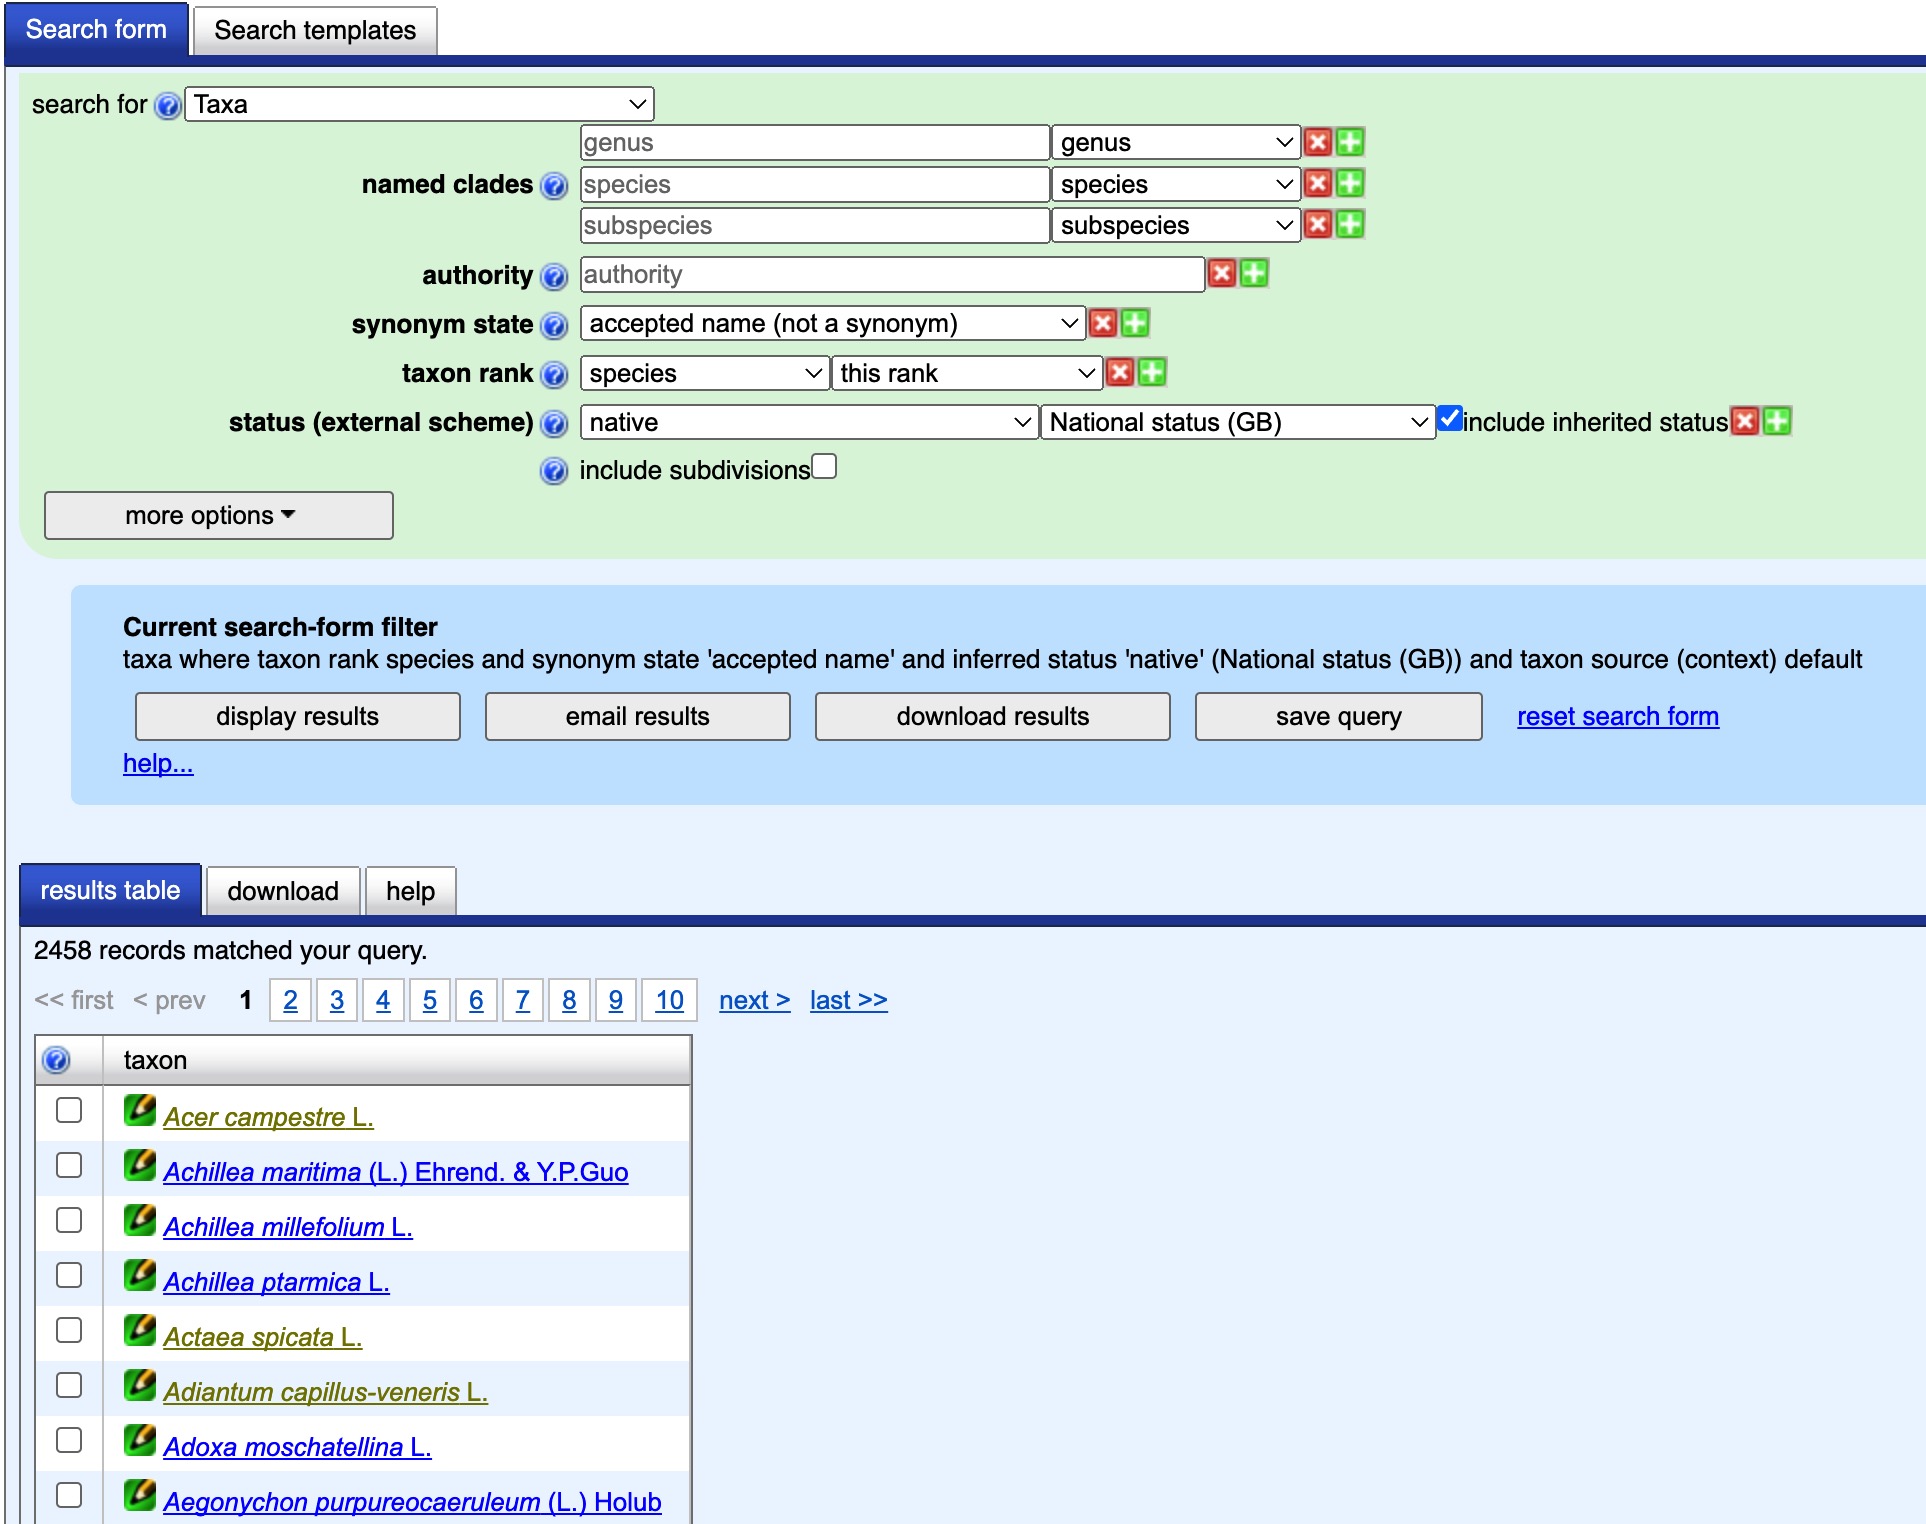 Search form Search templates
search for Taxa
genus genus
named clades species species
subspecies subspecies
authority authority
synonym state accepted name (not a synonym)
taxon rank species this rank
status (external scheme) native National status (GB) include inherited status
include subdivisions
more options
Current search-form filter
taxa where taxon rank species and synonym state 'accepted name' and inferred status 'native' (National status (GB)) and taxon source (context) default
display results email results download results save query reset search form
help...
results table download help
2458 records matched your query.
<< first < prev 1 2 3 4 5 6 7 8 9 10 next > last >>
taxon
Acer campestre L.
Achillea maritima (L.) Ehrend. & Y.P.Guo
Achillea millefolium L.
Achillea ptarmica L.
Actaea spicata L.
Adiantum capillus-veneris L.
Adoxa moschatellina L.
Aegonychon purpureocaeruleum (L.) Holub